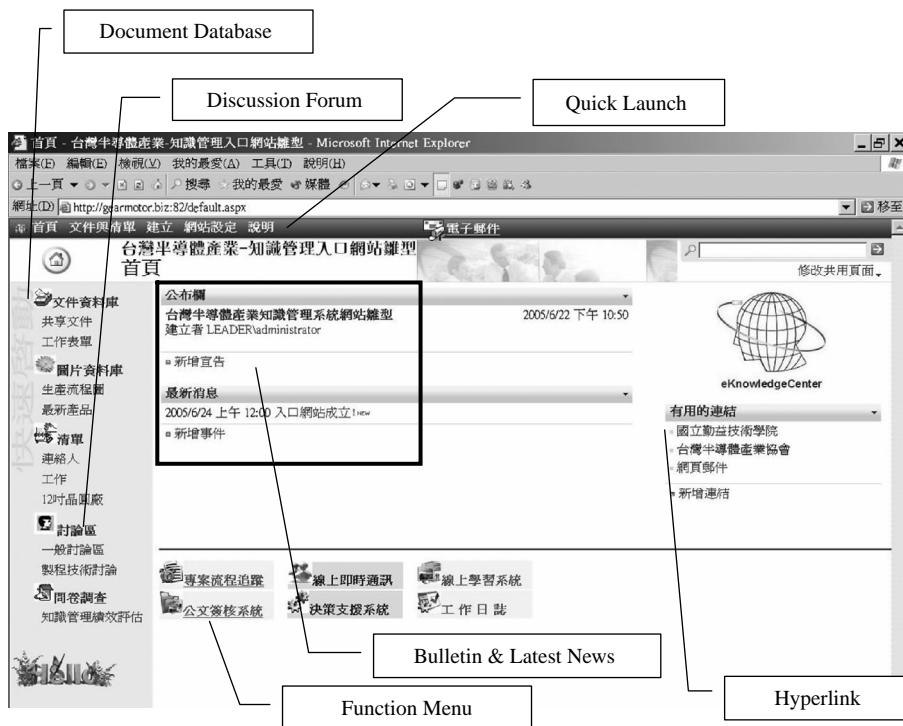 Document Database
Discussion Forum
Quick Launch
首頁 - 台灣半導體產業-知識管理入口網站雛型 - Microsoft Internet Explorer
檔案(F) 編輯(E) 檢視(V) 我的最愛(A) 工具(T) 說明(H)
上一頁 搜尋 我的最愛 媒體
網址(D) http://gearmotor.biz:82/default.aspx 移至
首頁 文件與清單 建立 網站設定 說明 電子郵件
台灣半導體產業-知識管理入口網站雛型
首頁
修改共用頁面
快速啓動
文件資料庫
共享文件
工作表單
圖片資料庫
生產流程圖
最新產品
清單
連絡人
工作
12吋晶圓廠
討論區
一般討論區
製程技術討論
問卷調查
知識管理績效評估
Hello
公布欄
台灣半導體產業知識管理系統網站雛型 2005/6/22 下午 10:50
建立者 LEADER\administrator
新增宣告
最新消息
2005/6/24 上午 12:00 入口網站成立 ! NEW
新增事件
eKnowledgeCenter
有用的連結
國立勤益技術學院
台灣半導體產業協會
網頁郵件
新增連結
專案流程追蹤 線上即時通訊 線上學習系統
公文簽核系統 決策支援系統 工作日誌
Bulletin & Latest News
Function Menu
Hyperlink